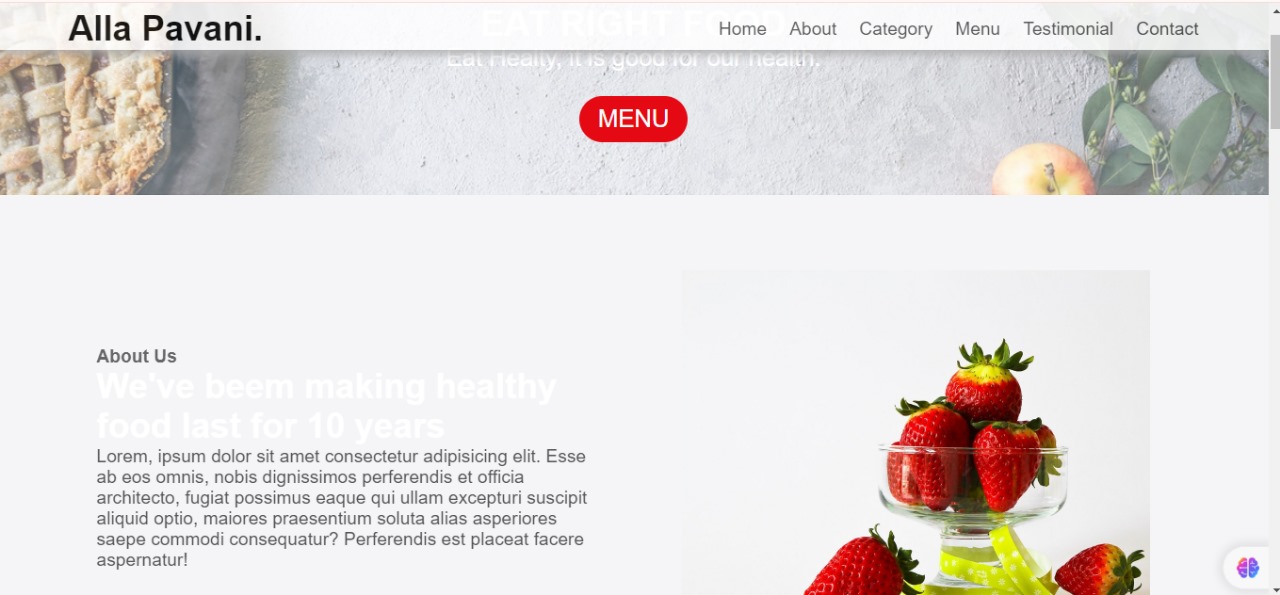 Alla Pavani.
Home About Category Menu Testimonial Contact
EAT RIGHT FOOD
Eat Healty, it is good for our health.
MENU
About Us
We've beem making healthy
food last for 10 years
Lorem, ipsum dolor sit amet consectetur adipisicing elit. Esse
ab eos omnis, nobis dignissimos perferendis et officia
architecto, fugiat possimus eaque qui ullam excepturi suscipit
aliquid optio, maiores praesentium soluta alias asperiores
saepe commodi consequatur? Perferendis est placeat facere
aspernatur!